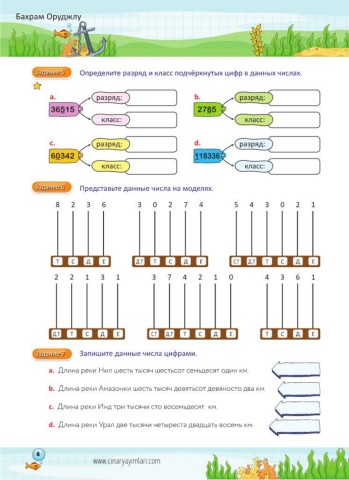 Бахрам Оруджлу
Задание 5 Определите разряд и класс подчёркнутых цифр в данных числах.
a. разряд: b. разряд:
36515 2785
класс: класс:
c. разряд: d. разряд:
60342 118336
класс: класс:
Задание 6 Представьте данные числа на моделях.
8 2 3 6 3 0 2 7 4 5 4 3 0 2 1
Т С Д Е ДТ Т С Д Е СТ ДТ Т С Д Е
2 2 1 3 1 3 7 4 2 1 0 4 3 6 1
ДТ Т С Д Е СТ ДТ Т С Д Е Т С Д Е
Задание 7 Запишите данные числа цифрами.
a. Длина реки Нил шесть тысяч шестьсот семьдесят один км.
b. Длина реки Амазонки шесть тысяч девятсот девяносто два км.
c. Длина реки Инд три тысячи сто восемьдесят км.
d. Длина реки Урал две тысячи четыреста двадцать восемь км.
8
www.cinaryayimlari.com